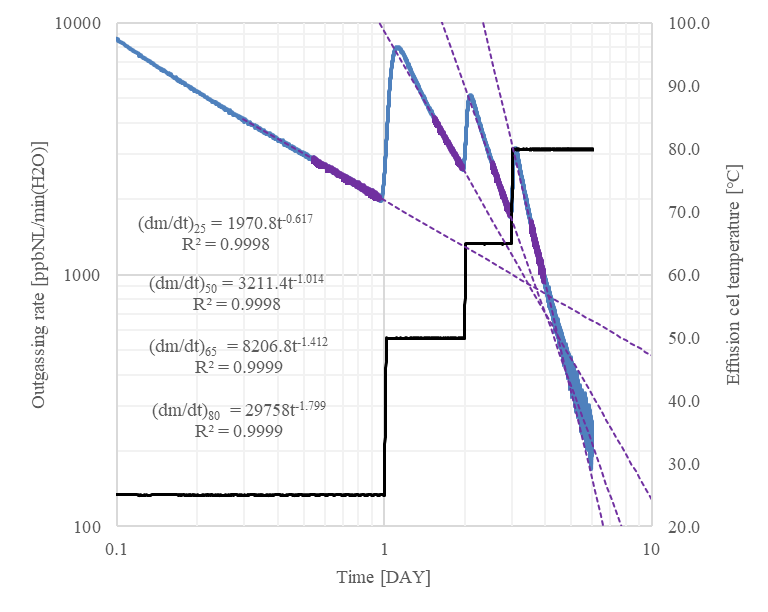 10000
1000
100
100.0
90.0
80.0
70.0
60.0
50.0
40.0
30.0
20.0
0.1
1
10
Outgassing rate [ppbNL/min(H2O)]
Effusion cel temperature [°C]
Time [DAY]
(dm/dt)₂₅ = 1970.8t⁻⁰·⁶¹⁷
R² = 0.9998
(dm/dt)₅₀ = 3211.4t⁻¹·⁰¹⁴
R² = 0.9998
(dm/dt)₆₅ = 8206.8t⁻¹·⁴¹²
R² = 0.9999
(dm/dt)₈₀ = 29758t⁻¹·⁷⁹⁹
R² = 0.9999